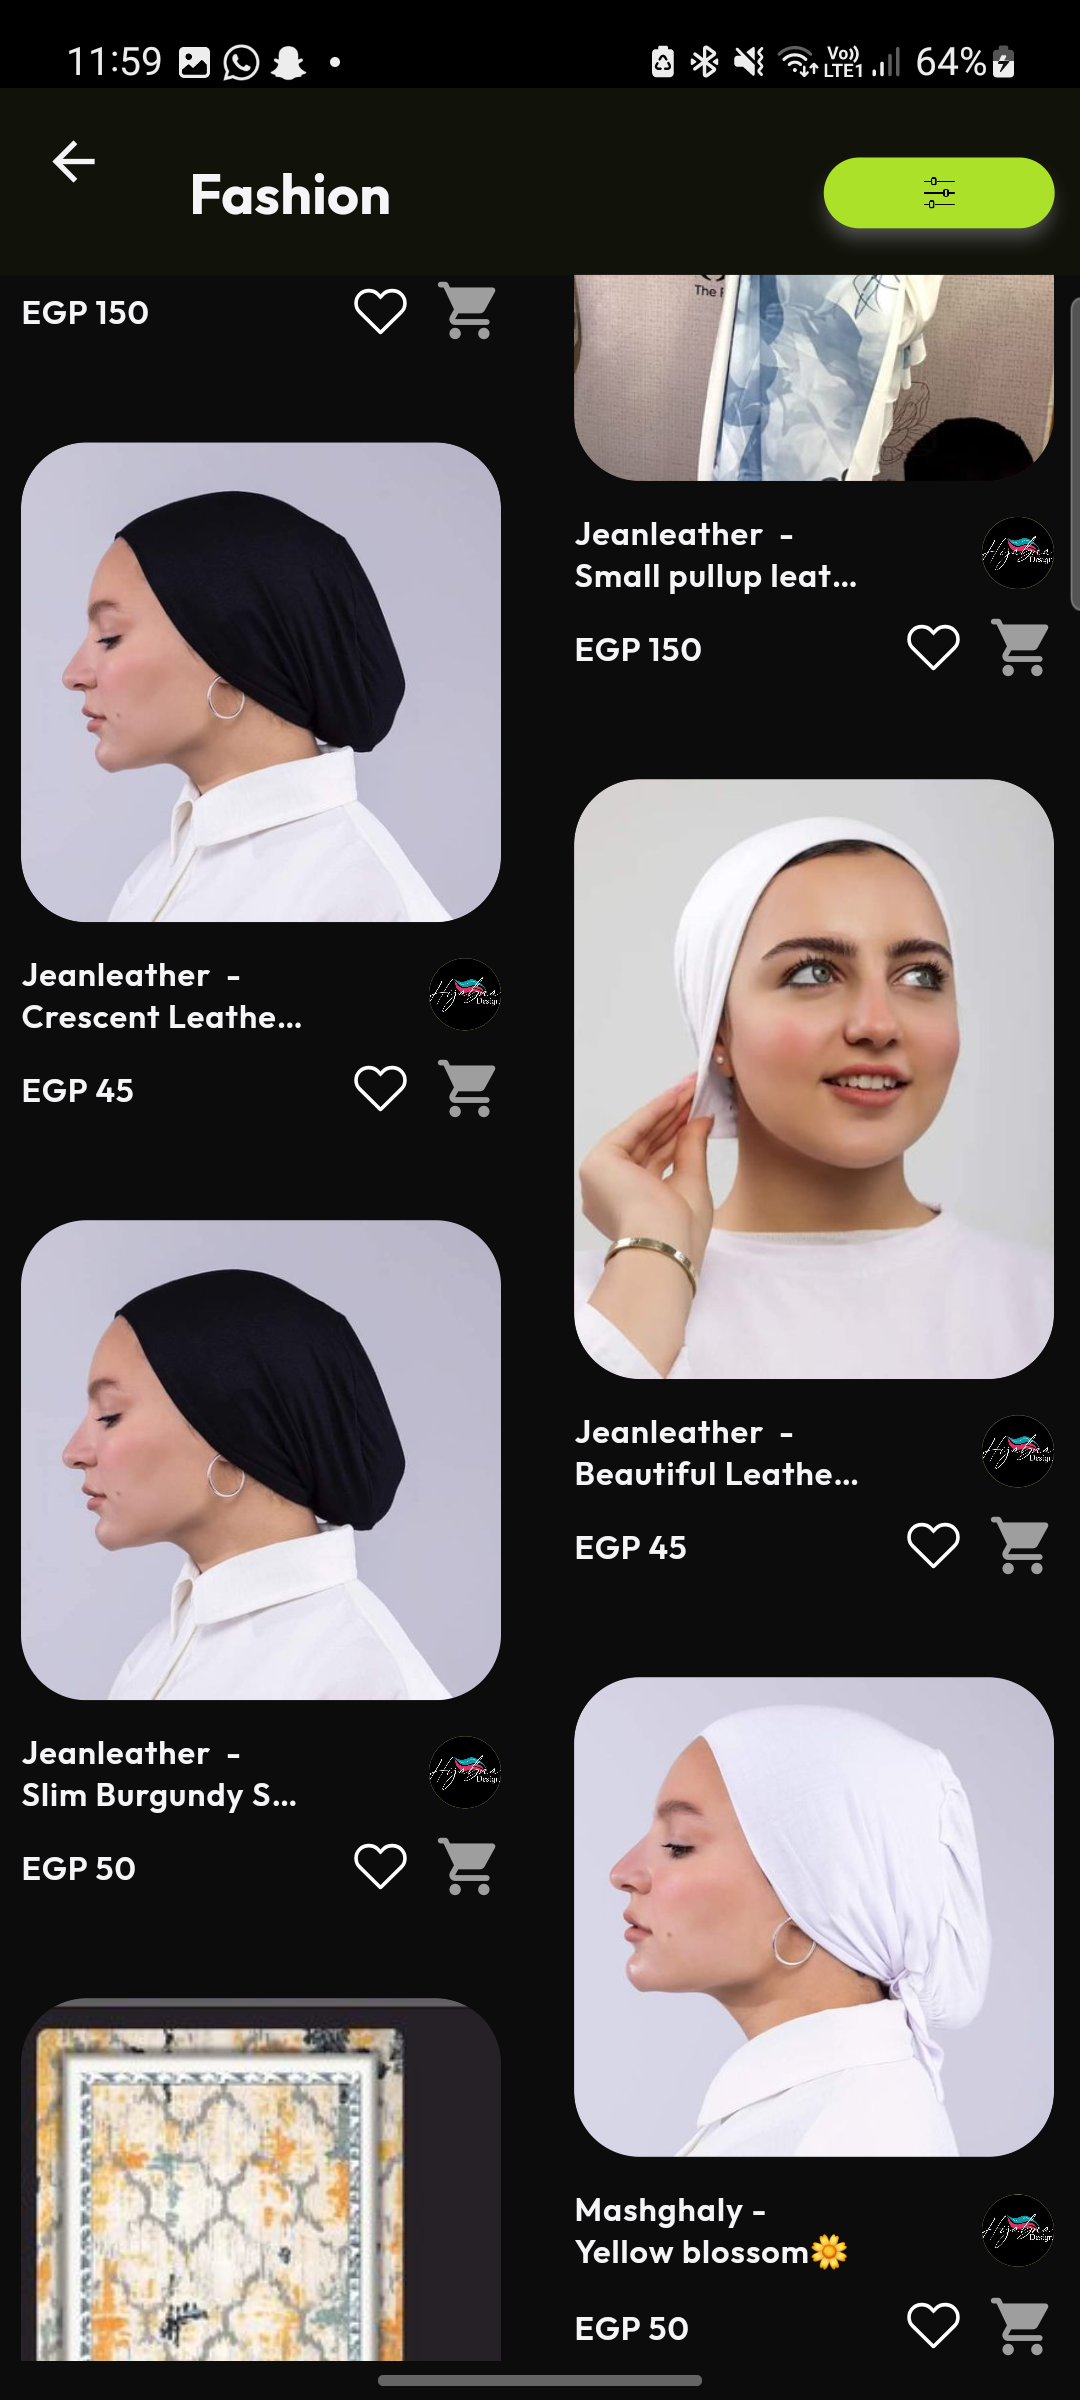 11:59
Vo))
LTE1
64%
Fashion
EGP 150
The
Jeanleather -
Small pullup leat...
EGP 150
Jeanleather -
Crescent Leathe...
EGP 45
Jeanleather -
Beautiful Leathe...
EGP 45
Jeanleather -
Slim Burgundy S...
EGP 50
Mashghaly -
Yellow blossom🌼
EGP 50